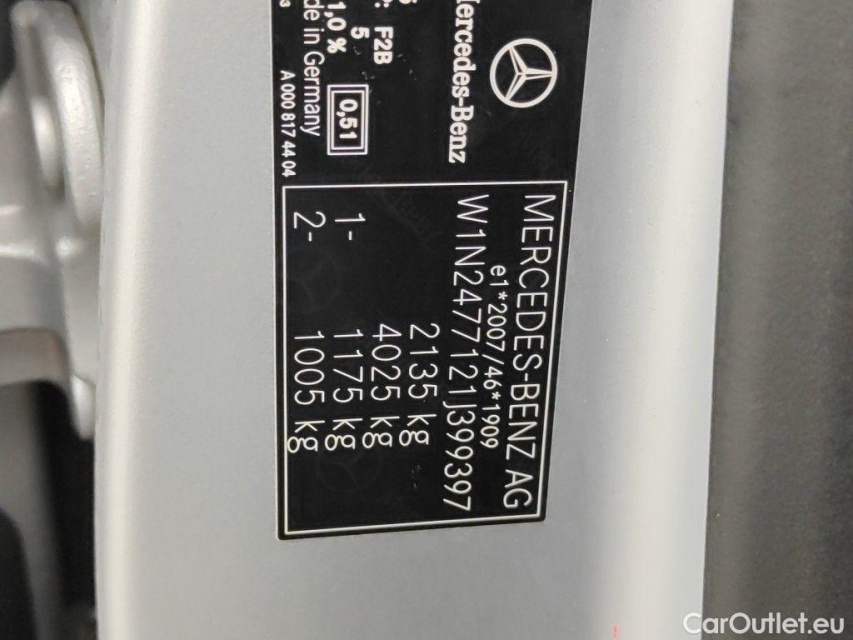 Mercedes-Benz
F2B
5
1,0 %
0,51
de in Germany
A 000 817 44 04
MERCEDES-BENZ AG
e1*2007/46*1909
W1N2477121J399397
2135 kg
4025 kg
1- 1175 kg
2- 1005 kg
CarOutlet.eu